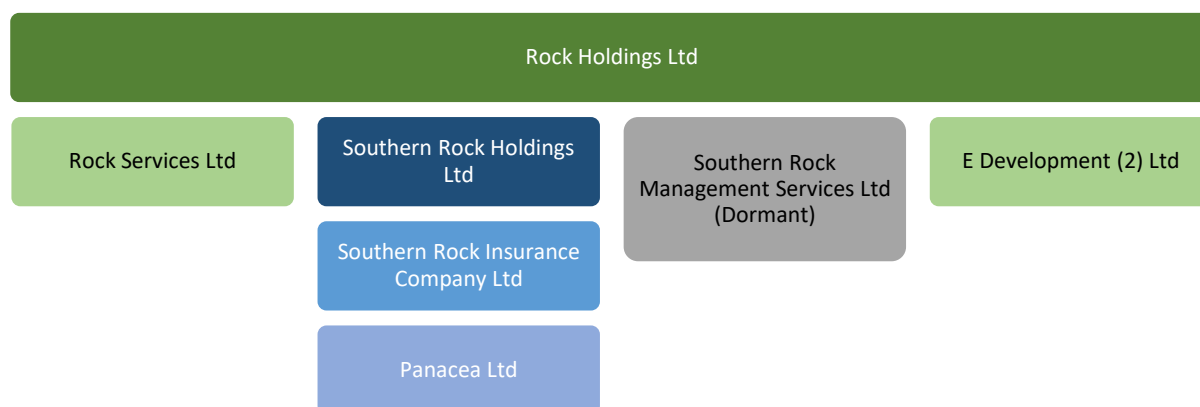 Rock Holdings Ltd
Rock Services Ltd
Southern Rock Holdings
Ltd
Southern Rock
Management Services Ltd
(Dormant)
E Development (2) Ltd
Southern Rock Insurance
Company Ltd
Panacea Ltd